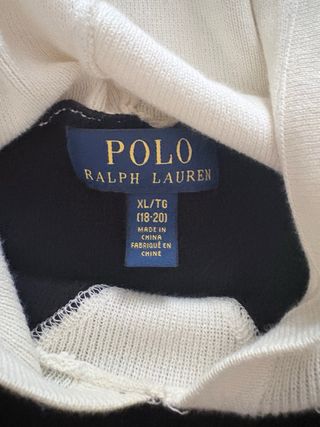 POLO
RALPH LAUREN
XL/TG
(18-20)
MADE IN
CHINA
FABRIQUÉ EN
CHINE